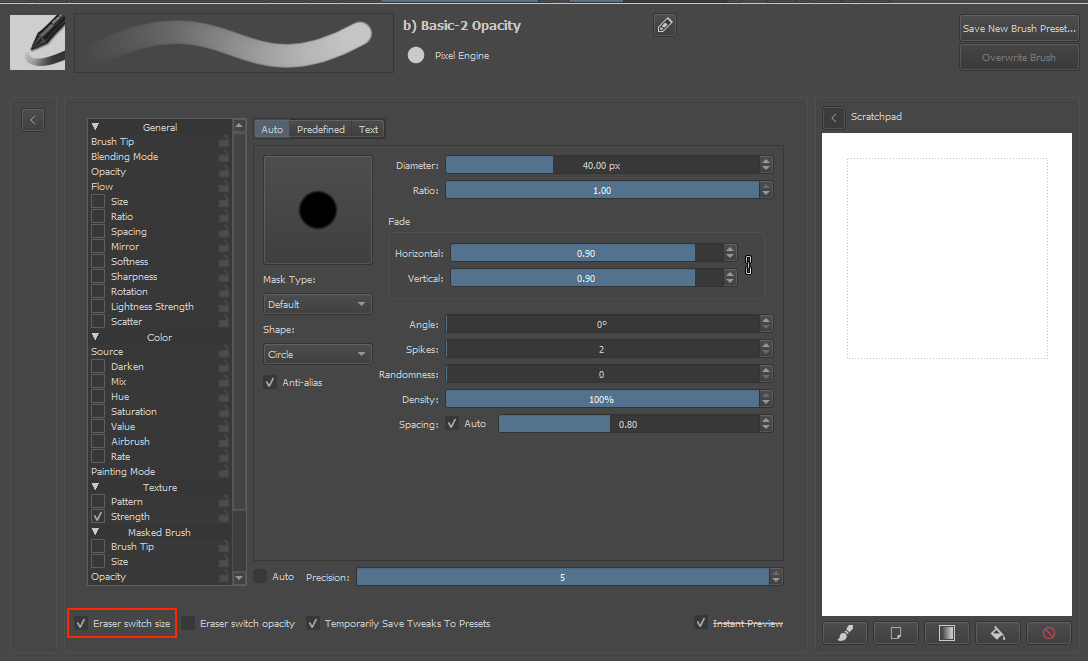 b) Basic-2 Opacity
Pixel Engine
Save New Brush Preset...
Overwrite Brush
General
Brush Tip
Blending Mode
Opacity
Flow
Size
Ratio
Spacing
Mirror
Softness
Sharpness
Rotation
Lightness Strength
Scatter
Color
Source
Darken
Mix
Hue
Saturation
Value
Airbrush
Rate
Painting Mode
Texture
Pattern
Strength
Masked Brush
Brush Tip
Size
Opacity
Auto Predefined Text
Mask Type:
Default
Shape:
Circle
Anti-alias
Diameter: 40.00 px
Ratio: 1.00
Fade
Horizontal: 0.90
Vertical: 0.90
Angle: 0º
Spikes: 2
Randomness: 0
Density: 100%
Spacing: Auto 0.80
Auto Precision: 5
Eraser switch size Eraser switch opacity Temporarily Save Tweaks To Presets Instant Preview
Scratchpad